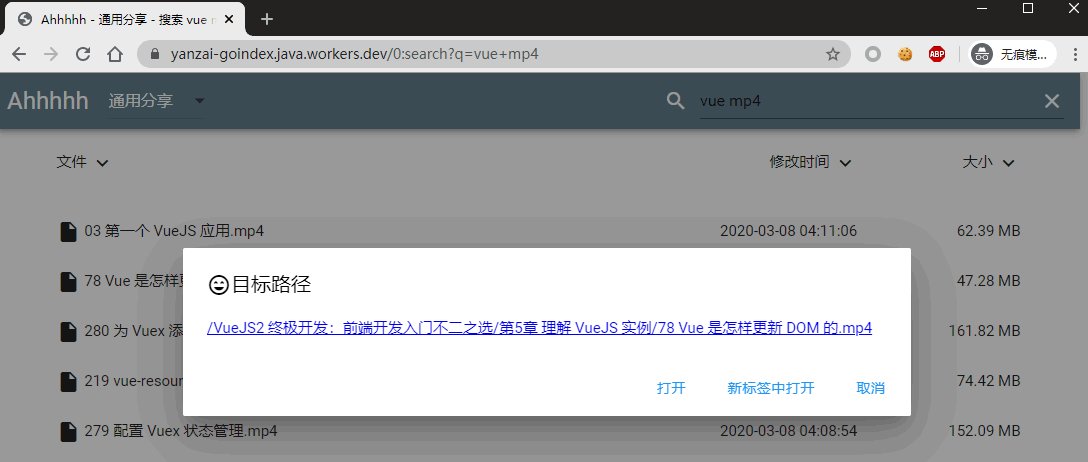 Ahhhhh - 通用分享 - 搜索 vue
yanzai-goindex.java.workers.dev/0:search?q=vue+mp4
ABP
无痕模...
Ahhhhh 通用分享 vue mp4
文件 修改时间 大小
03 第一个 VueJS 应用.mp4 2020-03-08 04:11:06 62.39 MB
78 Vue 是怎样 47.28 MB
目标路径
280 为 Vuex 添 161.82 MB
/VueJS2 终极开发：前端开发入门不二之选/第5章 理解 VueJS 实例/78 Vue 是怎样更新 DOM 的.mp4
219 vue-resour 74.42 MB
打开 新标签中打开 取消
279 配置 Vuex 状态管理.mp4 2020-03-08 04:08:54 152.09 MB